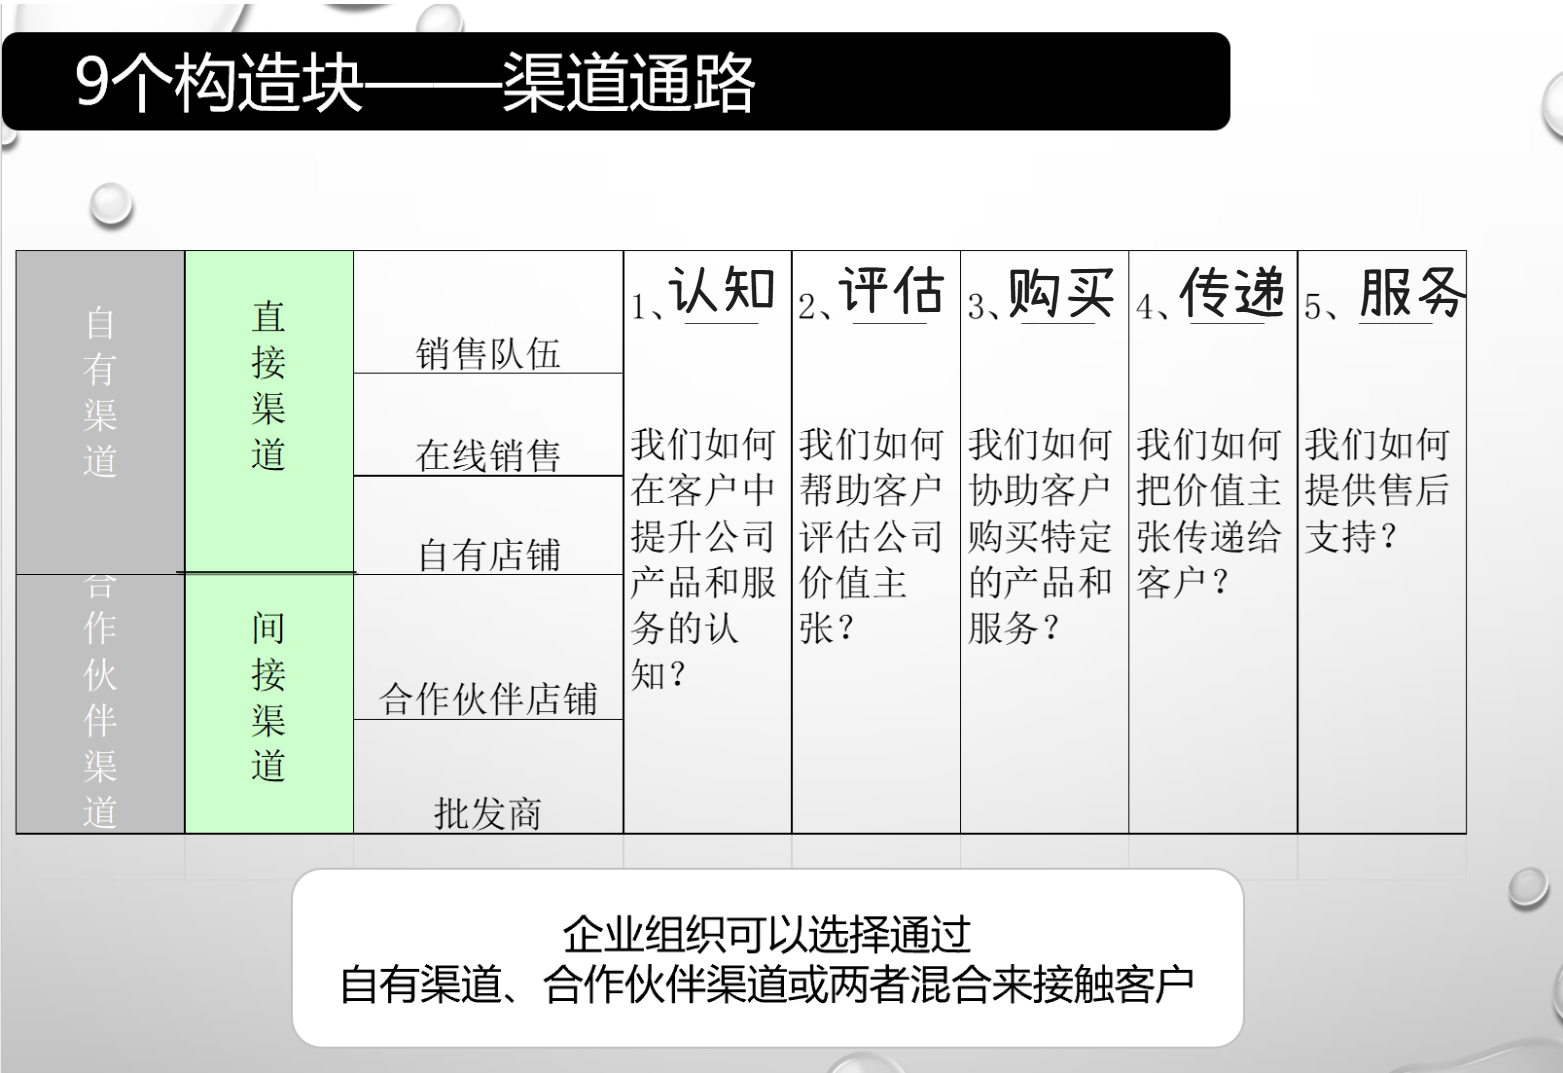 9个构造块——渠道通路
自有渠道
直接渠道
销售队伍
在线销售
自有店铺
合作伙伴渠道
间接渠道
合作伙伴店铺
批发商
1、认知
我们如何
在客户中
提升公司
产品和服
务的认
知？
2、评估
我们如何
帮助客户
评估公司
价值主
张？
3、购买
我们如何
协助客户
购买特定
的产品和
服务？
4、传递
我们如何
把价值主
张传递给
客户？
5、服务
我们如何
提供售后
支持？
企业组织可以选择通过
自有渠道、合作伙伴渠道或两者混合来接触客户